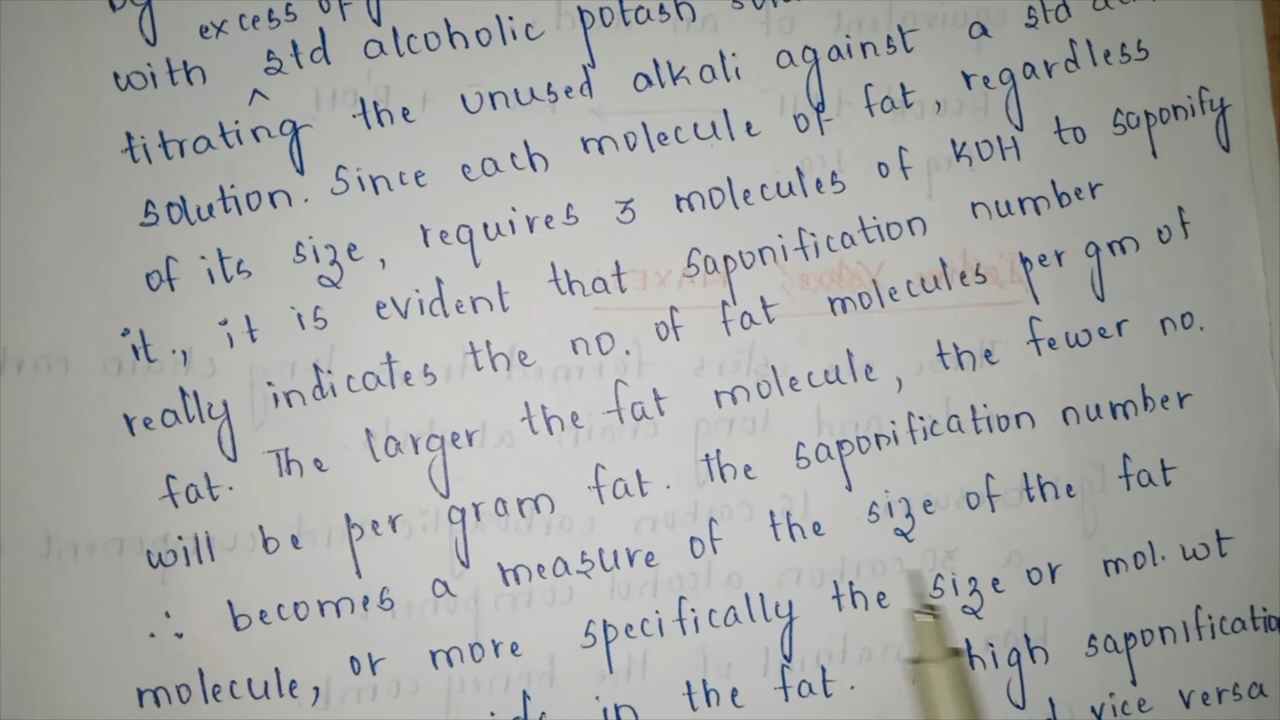 excess of
with std alcoholic potash
titrating ^ the unused alkali against a std
solution. Since each molecule of fat, regardless
of its size, requires 3 molecules of KOH to saponify
it., it is evident that saponification number
really indicates the no. of fat molecules per gm of
fat. The larger the fat molecule, the fewer no.
will be per gram fat. The saponification number
∴ becomes a measure of the size of the fat
molecule, or more specifically the size or mol. wt
in the fat. high saponification
vice versa